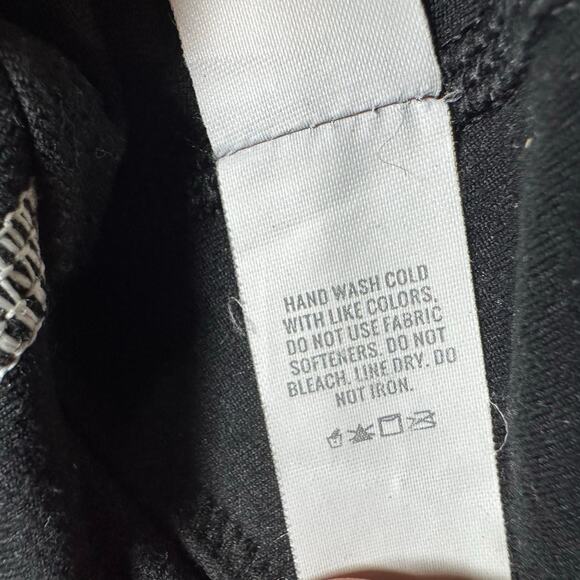 HAND WASH COLD
WITH LIKE COLORS.
DO NOT USE FABRIC
SOFTENERS. DO NOT
BLEACH. LINE DRY. DO
NOT IRON.